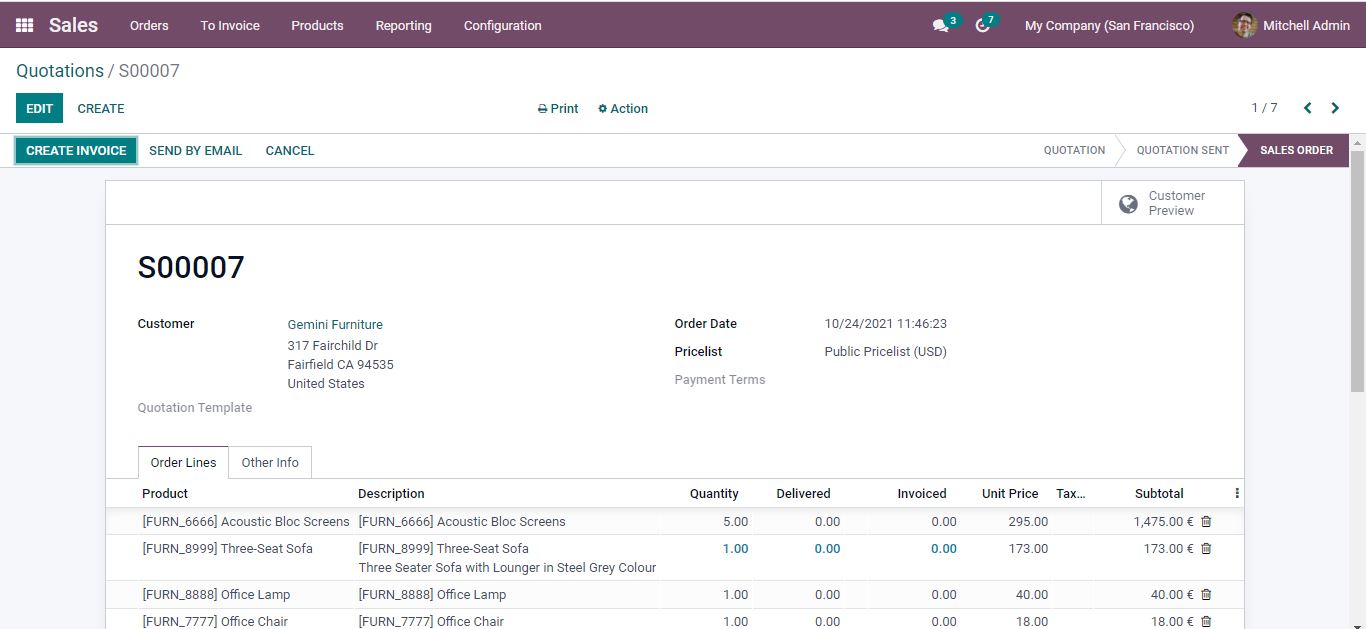 Sales Orders To Invoice Products Reporting Configuration 3 7 My Company (San Francisco) Mitchell Admin
Quotations / S00007
EDIT CREATE Print Action 1 / 7
CREATE INVOICE SEND BY EMAIL CANCEL QUOTATION QUOTATION SENT SALES ORDER
Customer
Preview
S00007
Customer Gemini Furniture Order Date 10/24/2021 11:46:23
317 Fairchild Dr Pricelist Public Pricelist (USD)
Fairfield CA 94535
United States Payment Terms
Quotation Template
Order Lines Other Info
Product Description Quantity Delivered Invoiced Unit Price Tax... Subtotal
[FURN_6666] Acoustic Bloc Screens [FURN_6666] Acoustic Bloc Screens 5.00 0.00 0.00 295.00 1,475.00 €
[FURN_8999] Three-Seat Sofa [FURN_8999] Three-Seat Sofa 1.00 0.00 0.00 173.00 173.00 €
Three Seater Sofa with Lounger in Steel Grey Colour
[FURN_8888] Office Lamp [FURN_8888] Office Lamp 1.00 0.00 0.00 40.00 40.00 €
[FURN_7777] Office Chair [FURN_7777] Office Chair 1.00 0.00 0.00 18.00 18.00 €